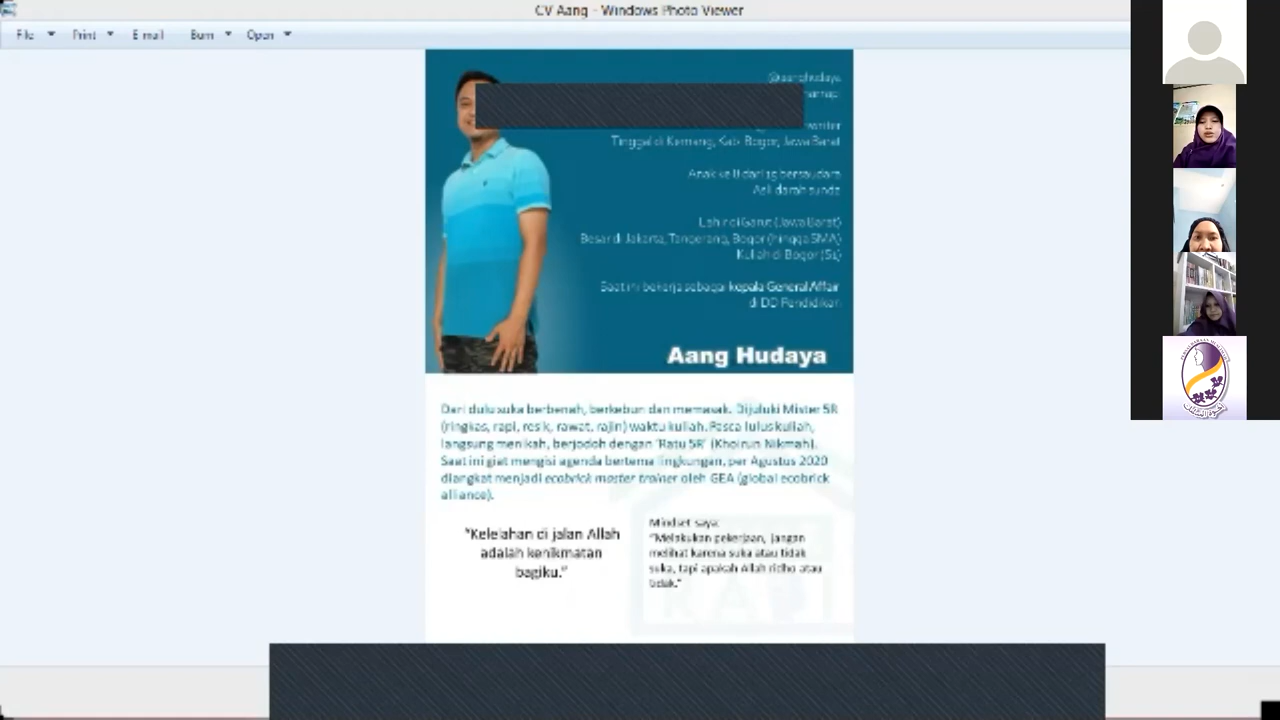 CV Aang - Windows Photo Viewer
File Print E-mail Burn Open
@aanghudaya
writer
Tinggal di Kemang, Kab. Bogor, Jawa Barat
Anak ke 8 dari 15 bersaudara
Asli darah sunda
Lahir di Garut (Jawa Barat)
Besar di Jakarta, Tangerang, Bogor (hingga SMA)
Kuliah di Bogor (S1)
Saat ini bekerja sebagai kepala General Affair
di DD Pendidikan
Aang Hudaya
Dari dulu suka berbenah, berkebun dan memasak. Dijuluki Mister 5R
(ringkas, rapi, resik, rawat, rajin) waktu kuliah. Pasca lulus kuliah,
langsung menikah, berjodoh dengan 'Ratu 5R' (Khoirun Nikmah).
Saat ini giat mengisi agenda bertema lingkungan, per Agustus 2020
diangkat menjadi ecobrick master trainer oleh GEA (global ecobrick
alliance).
"Kelelahan di jalan Allah
adalah kenikmatan
bagiku."
Mindset saya:
"Melakukan pekerjaan, jangan
melihat karena suka atau tidak
suka, tapi apakah Allah ridho atau
tidak."